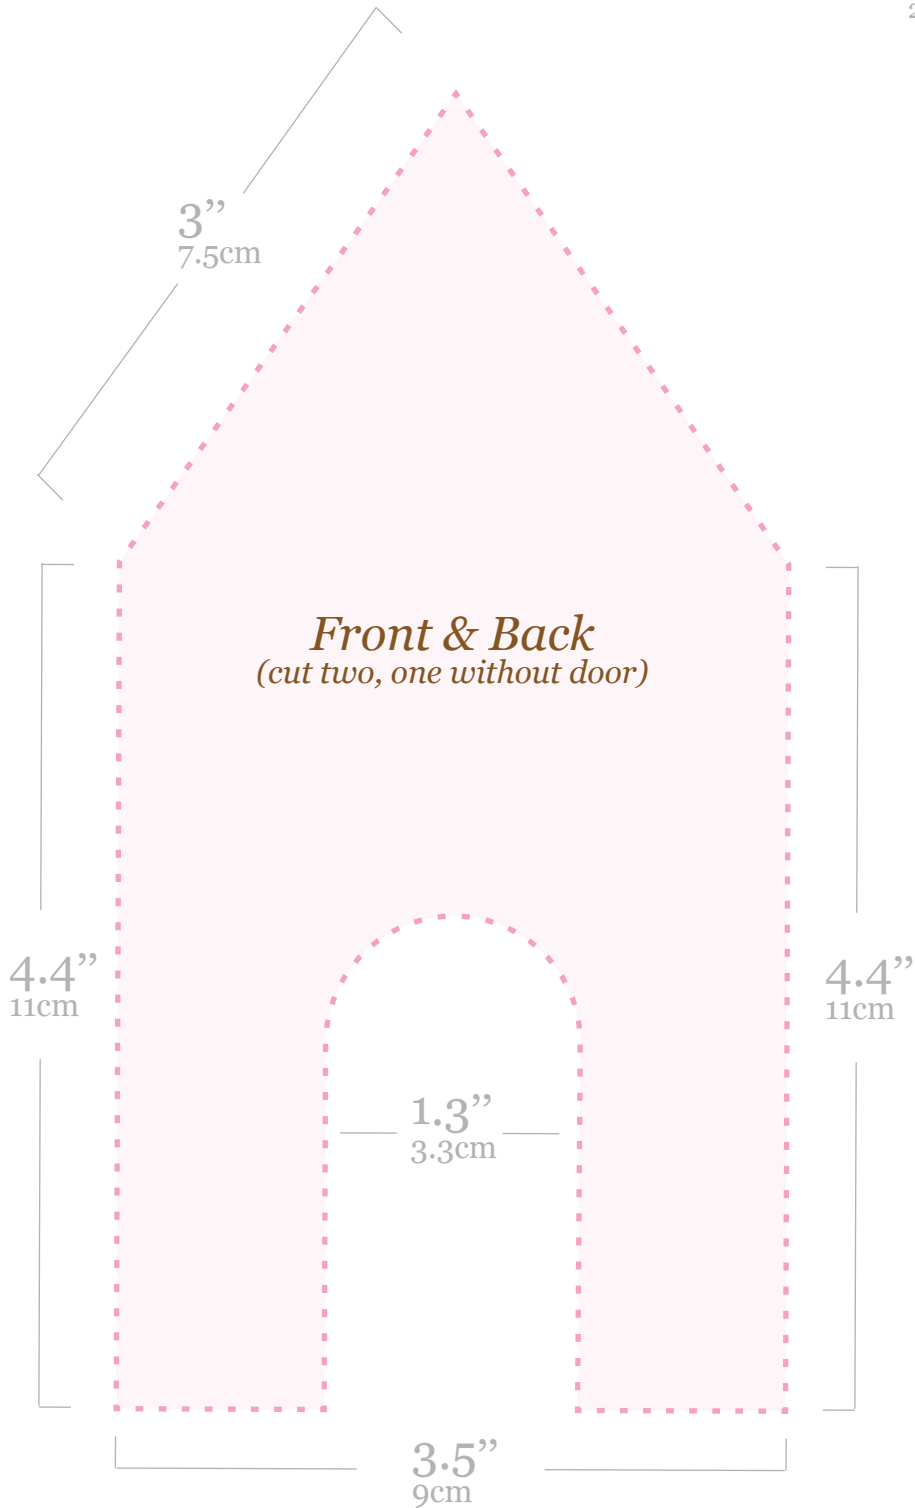 3”
7.5cm
Front & Back
(cut two, one without door)
4.4”
11cm
4.4”
11cm
1.3”
3.3cm
3.5”
9cm